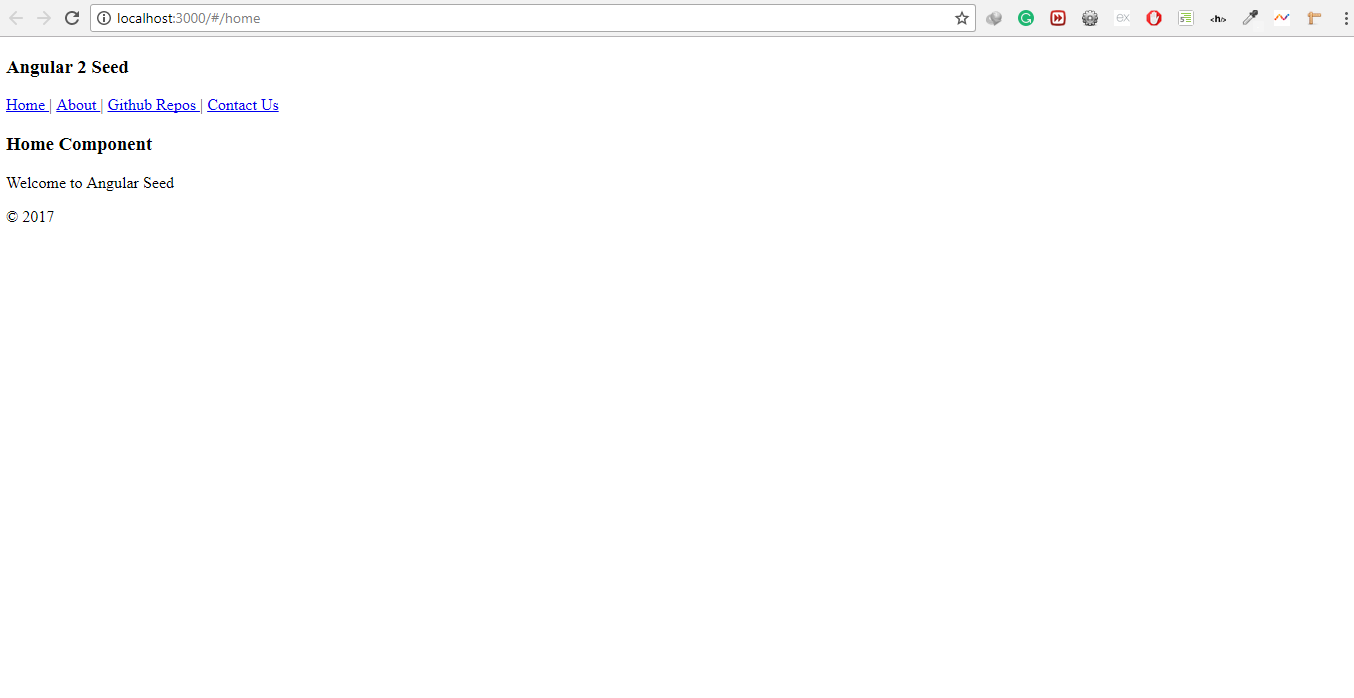 localhost:3000/#/home
Angular 2 Seed
Home | About | Github Repos | Contact Us
Home Component
Welcome to Angular Seed
© 2017